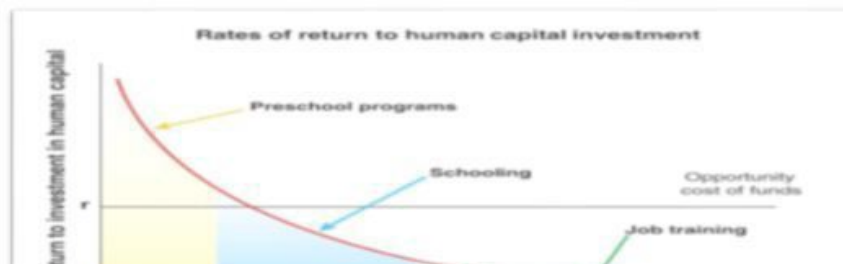 Rates of return to human capital investment
turn to investment in human capital
Preschool programs
Schooling
Opportunity
cost of funds
r
Job training